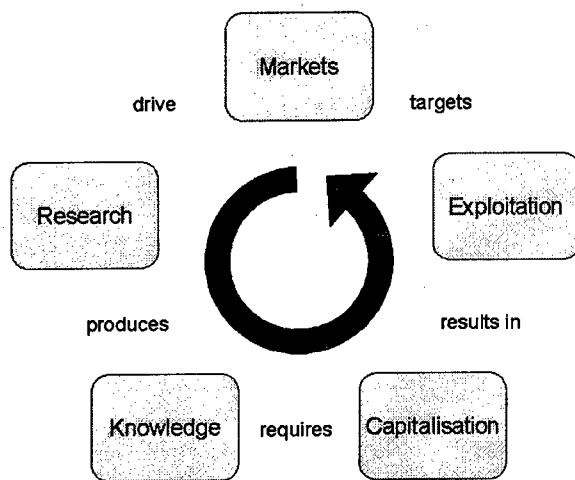 Markets
drive
targets
Research
Exploitation
produces
results in
Knowledge
requires
Capitalisation